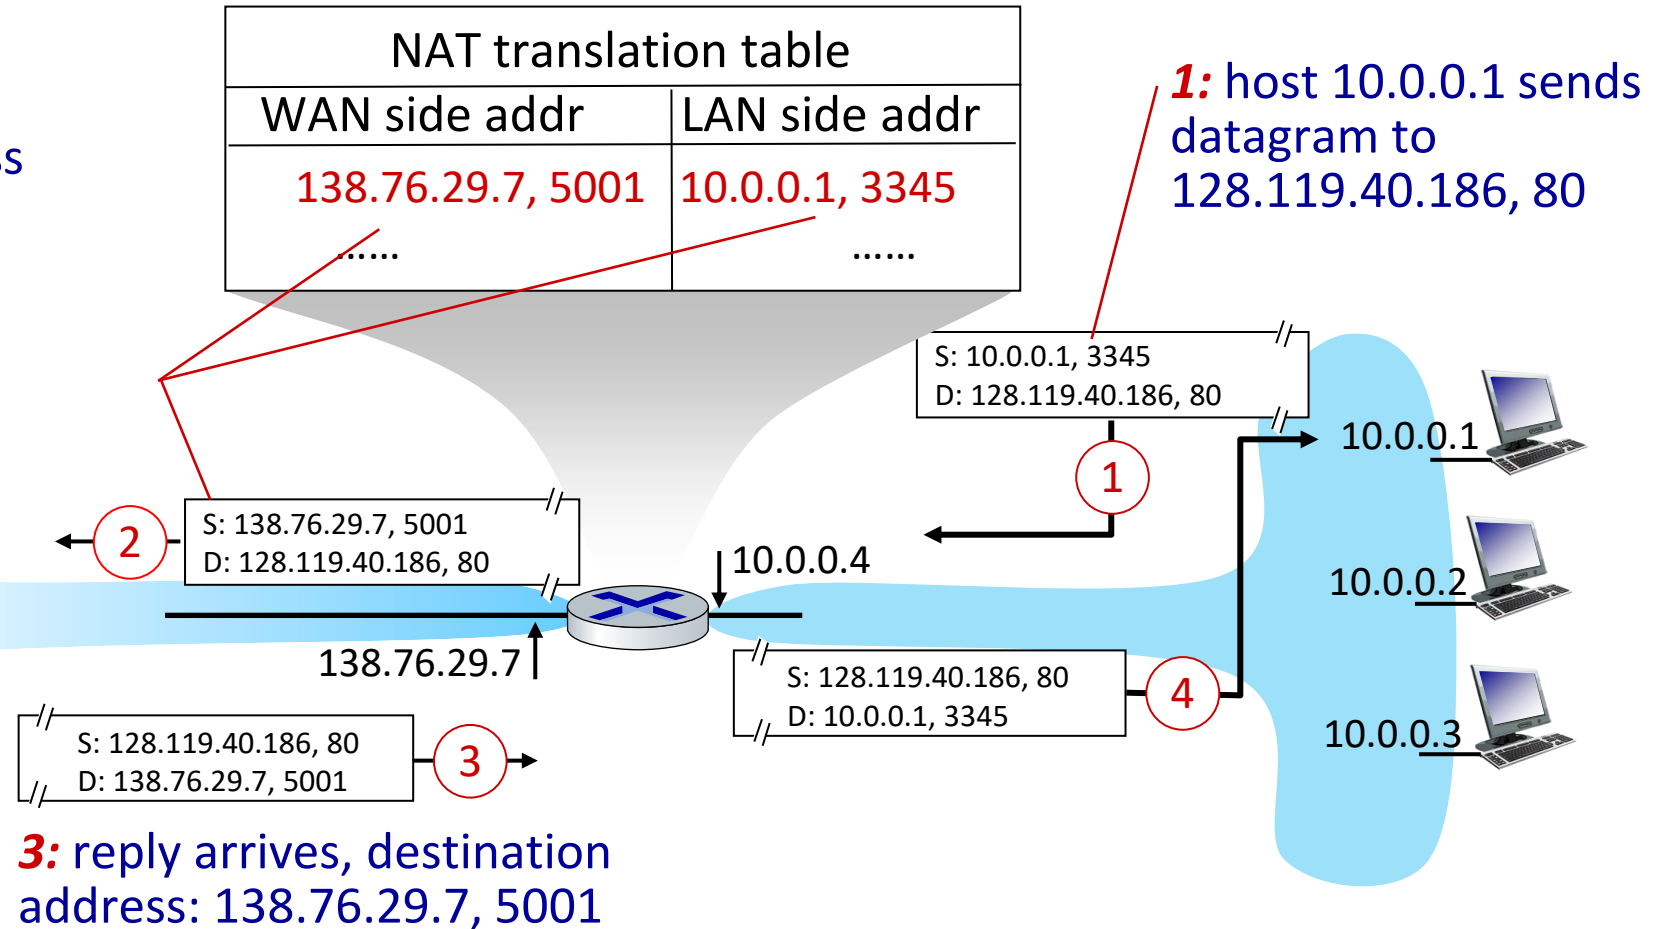 NAT translation table
WAN side addr LAN side addr
138.76.29.7, 5001 10.0.0.1, 3345
...... ......
1: host 10.0.0.1 sends
datagram to
128.119.40.186, 80
S: 10.0.0.1, 3345
D: 128.119.40.186, 80
1
10.0.0.1
2
S: 138.76.29.7, 5001
D: 128.119.40.186, 80
10.0.0.4
10.0.0.2
138.76.29.7
S: 128.119.40.186, 80
D: 10.0.0.1, 3345
4
10.0.0.3
S: 128.119.40.186, 80
D: 138.76.29.7, 5001
3
3: reply arrives, destination
address: 138.76.29.7, 5001